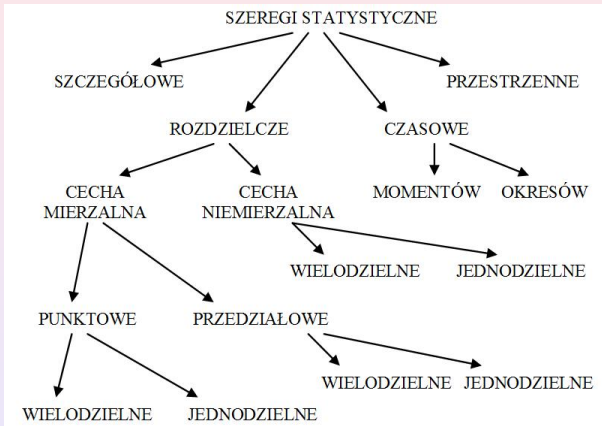 SZEREGI STATYSTYCZNE
SZCZEGÓŁOWE
PRZESTRZENNE
ROZDZIELCZE
CZASOWE
CECHA
MIERZALNA
CECHA
NIEMIERZALNA
MOMENTÓW
OKRESÓW
WIELODZIELNE
JEDNODZIELNE
PUNKTOWE
PRZEDZIAŁOWE
WIELODZIELNE
JEDNODZIELNE
WIELODZIELNE
JEDNODZIELNE